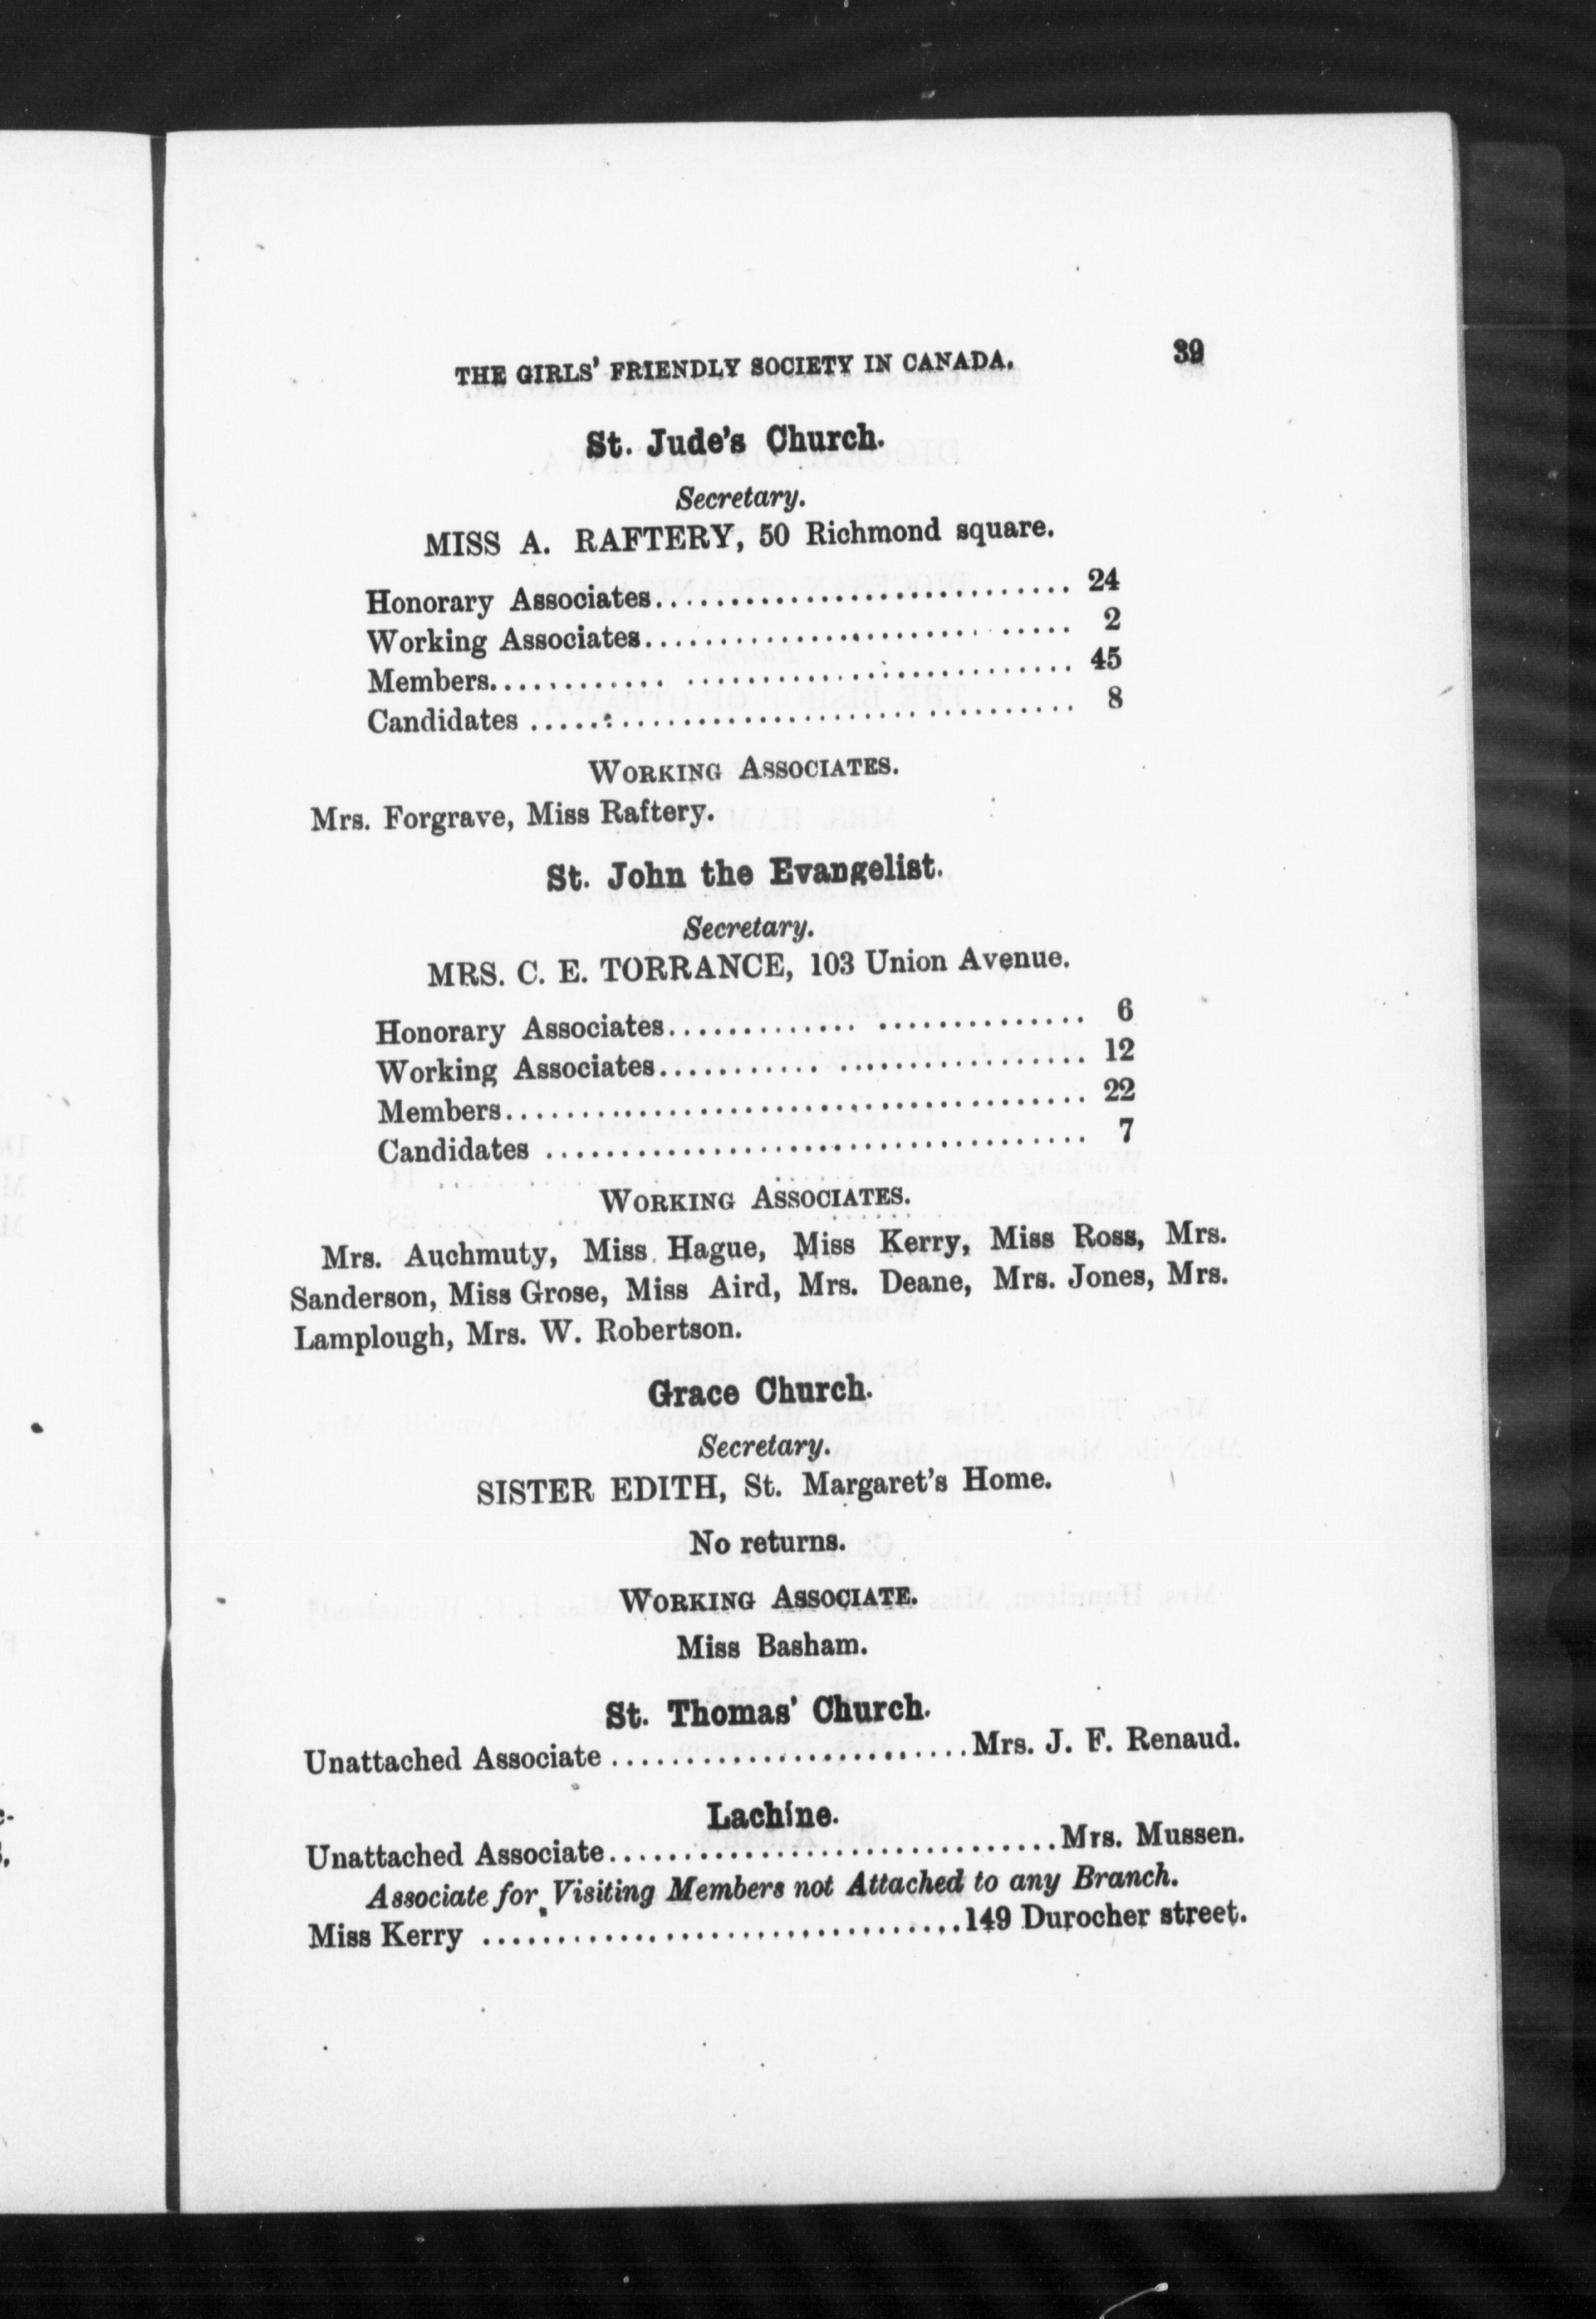 THE GIRLS' FRIENDLY SOCIETY IN CANADA. 39
St. Jude's Church.
Secretary.
MISS A. RAFTERY, 50 Richmond square.
Honorary Associates............................ 24
Working Associates............................ 2
Members...................................... 45
Candidates .................................... 8
WORKING ASSOCIATES.
Mrs. Forgrave, Miss Raftery.
St. John the Evangelist.
Secretary.
MRS. C. E. TORRANCE, 103 Union Avenue.
Honorary Associates............................ 6
Working Associates............................ 12
Members...................................... 22
Candidates .................................... 7
WORKING ASSOCIATES.
Mrs. Auchmuty, Miss Hague, Miss Kerry, Miss Ross, Mrs.
Sanderson, Miss Grose, Miss Aird, Mrs. Deane, Mrs. Jones, Mrs.
Lamplough, Mrs. W. Robertson.
Grace Church.
Secretary.
SISTER EDITH, St. Margaret's Home.
No returns.
WORKING ASSOCIATE.
Miss Basham.
St. Thomas' Church.
Unattached Associate ........................Mrs. J. F. Renaud.
Lachine.
Unattached Associate..............................Mrs. Mussen.
Associate for Visiting Members not Attached to any Branch.
Miss Kerry ................................149 Durocher street.